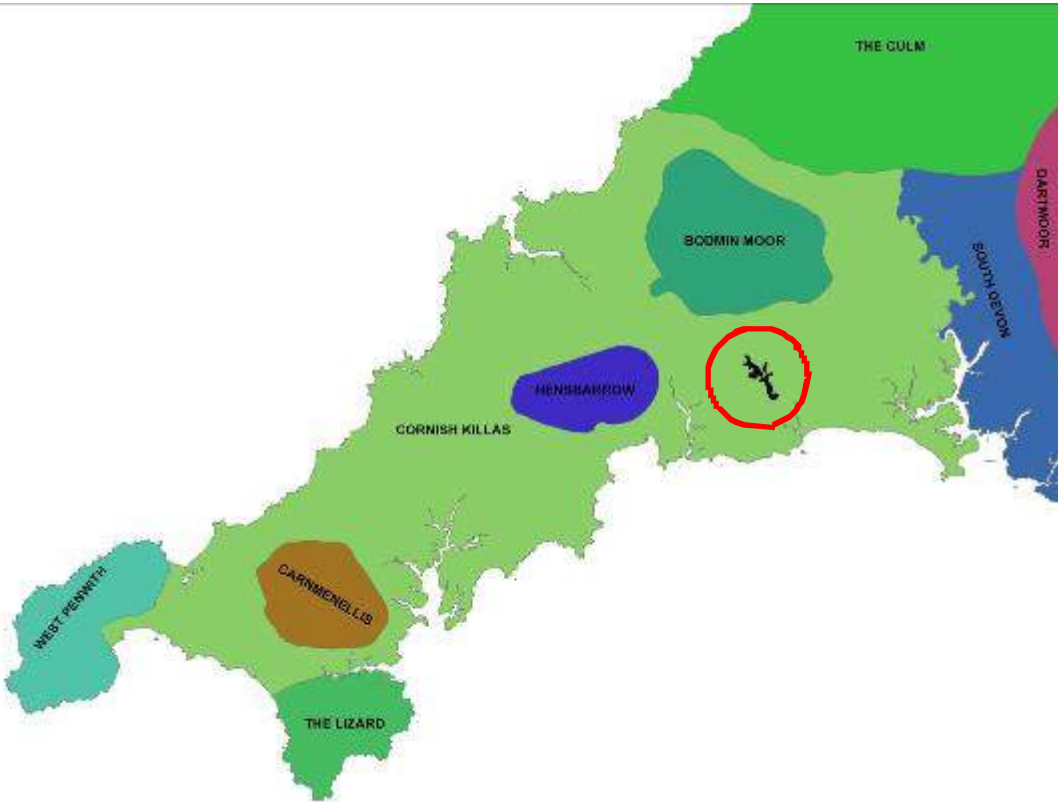 THE CULM
DARTMOOR
BODMIN MOOR
SOUTH DEVON
HENSBARROW
CORNISH KILLAS
CARNMENELLIS
WEST PENWITH
THE LIZARD